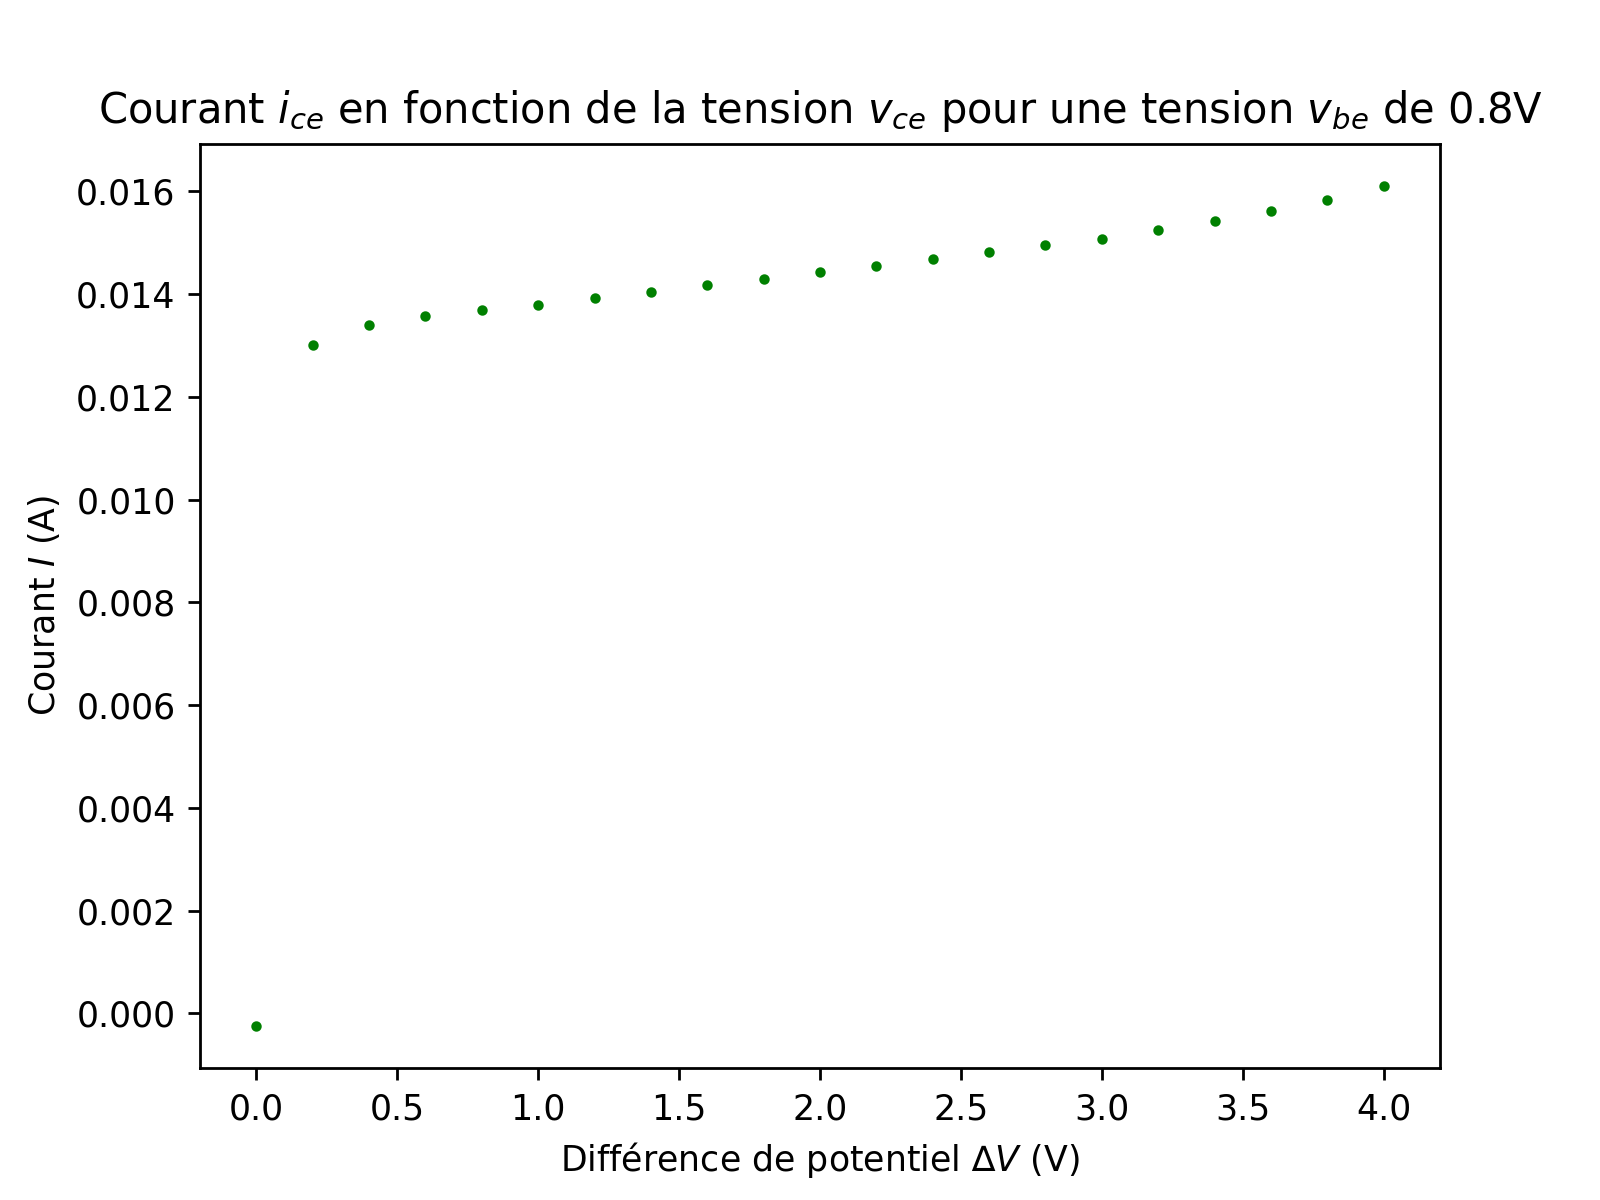 Courant i_ce en fonction de la tension v_ce pour une tension v_be de 0.8V
0.016
0.014
0.012
0.010
0.008
0.006
0.004
0.002
0.000
Courant I (A)
0.0 0.5 1.0 1.5 2.0 2.5 3.0 3.5 4.0
Différence de potentiel ΔV (V)